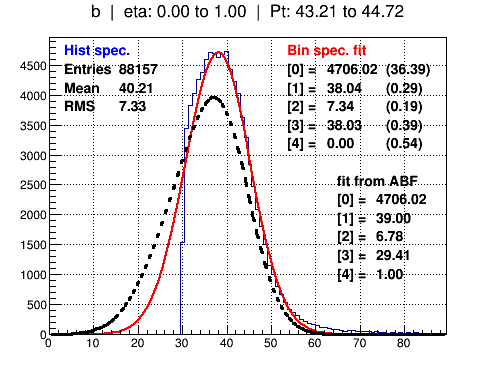 b | eta: 0.00 to 1.00 | Pt: 43.21 to 44.72
Hist spec.
Entries 88157
Mean 40.21
RMS 7.33
Bin spec. fit
[0] = 4706.02 (36.39)
[1] = 38.04 (0.29)
[2] = 7.34 (0.19)
[3] = 38.03 (0.39)
[4] = 0.00 (0.54)
fit from ABF
[0] = 4706.02
[1] = 39.00
[2] = 6.78
[3] = 29.41
[4] = 1.00
4500
4000
3500
3000
2500
2000
1500
1000
500
0
0 10 20 30 40 50 60 70 80